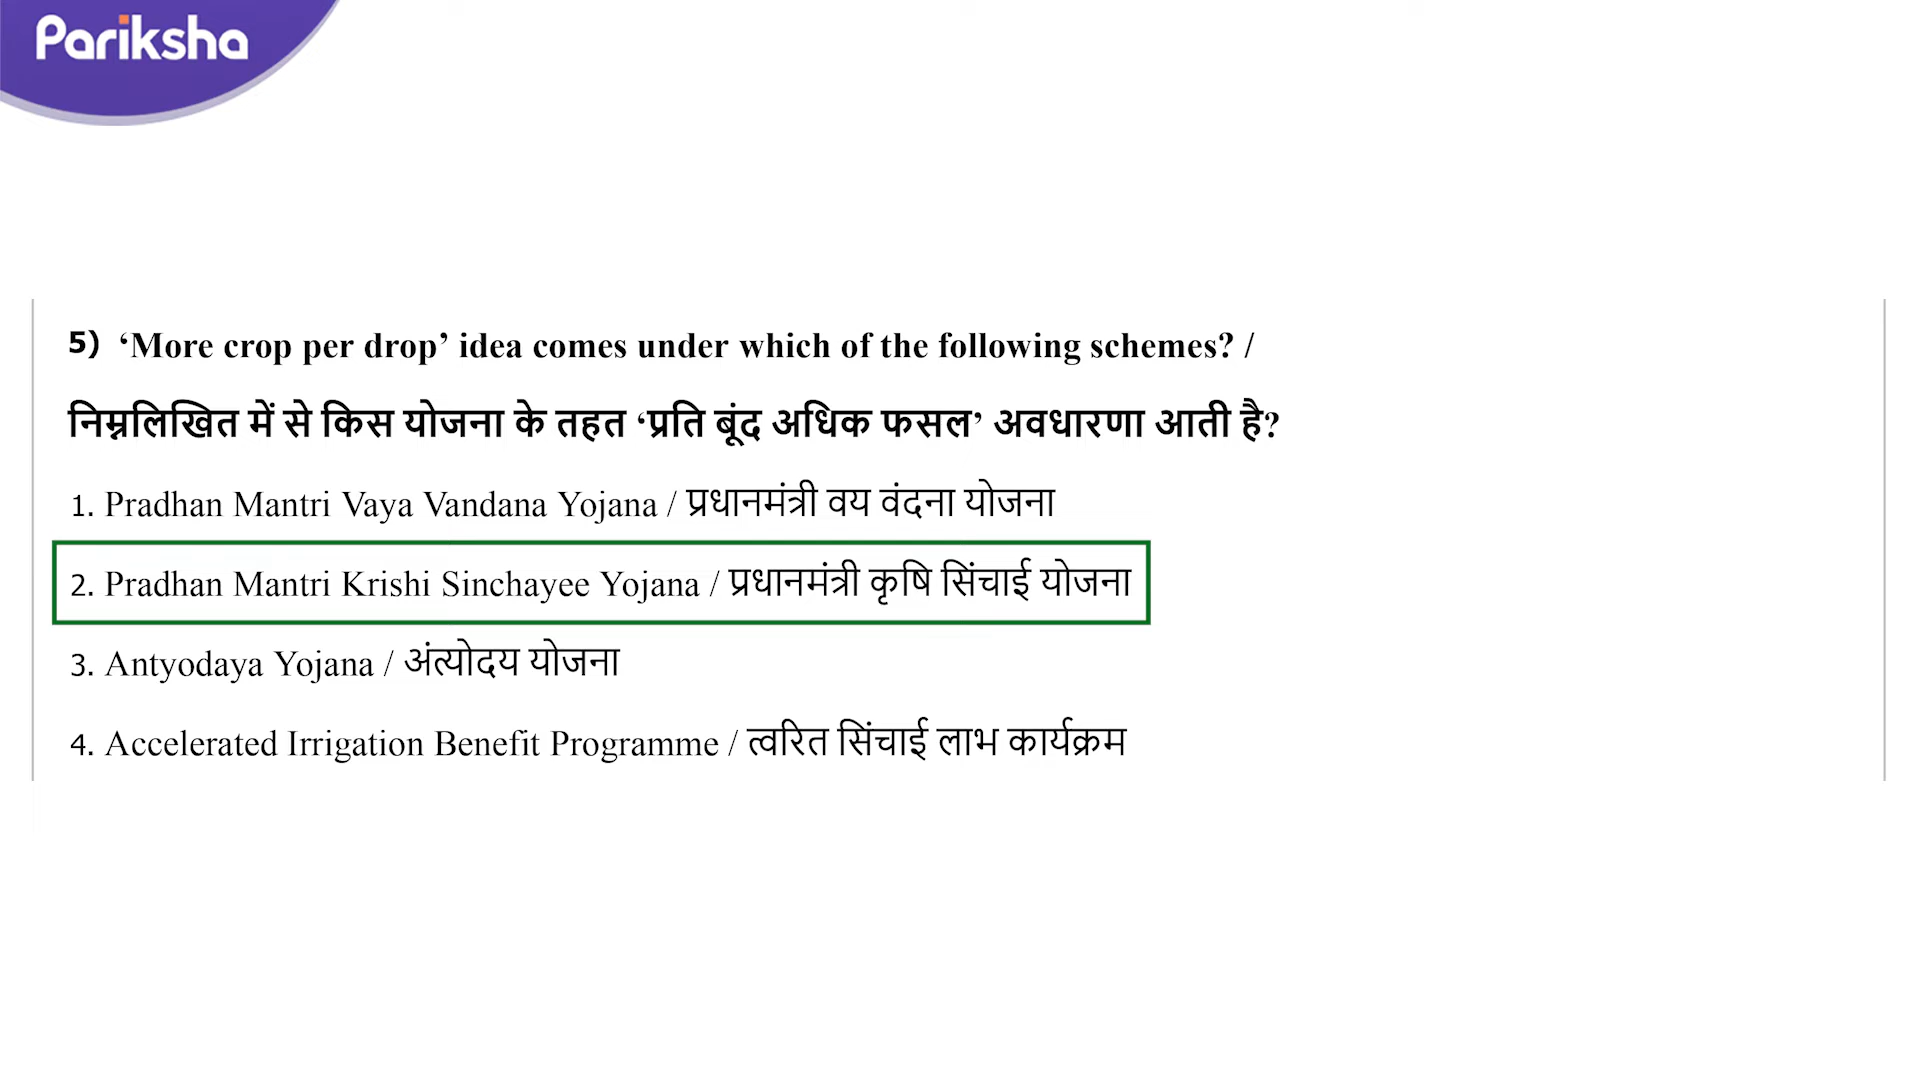 Pariksha
5) ‘More crop per drop’ idea comes under which of the following schemes? /
निम्नलिखित में से किस योजना के तहत ‘प्रति बूंद अधिक फसल’ अवधारणा आती है?
1. Pradhan Mantri Vaya Vandana Yojana / प्रधानमंत्री वय वंदना योजना
2. Pradhan Mantri Krishi Sinchayee Yojana / प्रधानमंत्री कृषि सिंचाई योजना
3. Antyodaya Yojana / अंत्योदय योजना
4. Accelerated Irrigation Benefit Programme / त्वरित सिंचाई लाभ कार्यक्रम